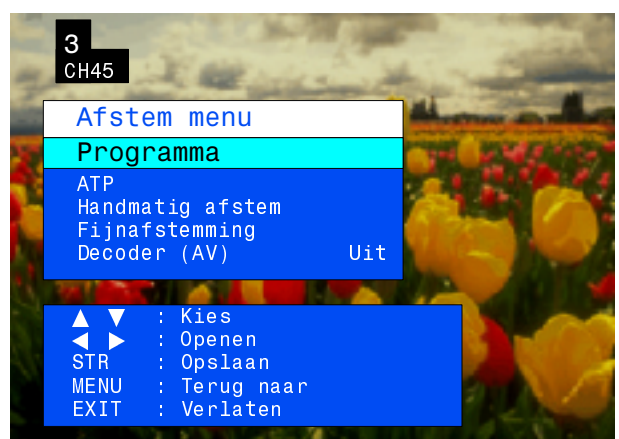 3
CH45
Afstem menu
Programma
ATP
Handmatig afstem
Fijnafstemming
Decoder (AV) Uit
▲ ▼ : Kies
◀ ▶ : Openen
STR : Opslaan
MENU : Terug naar
EXIT : Verlaten